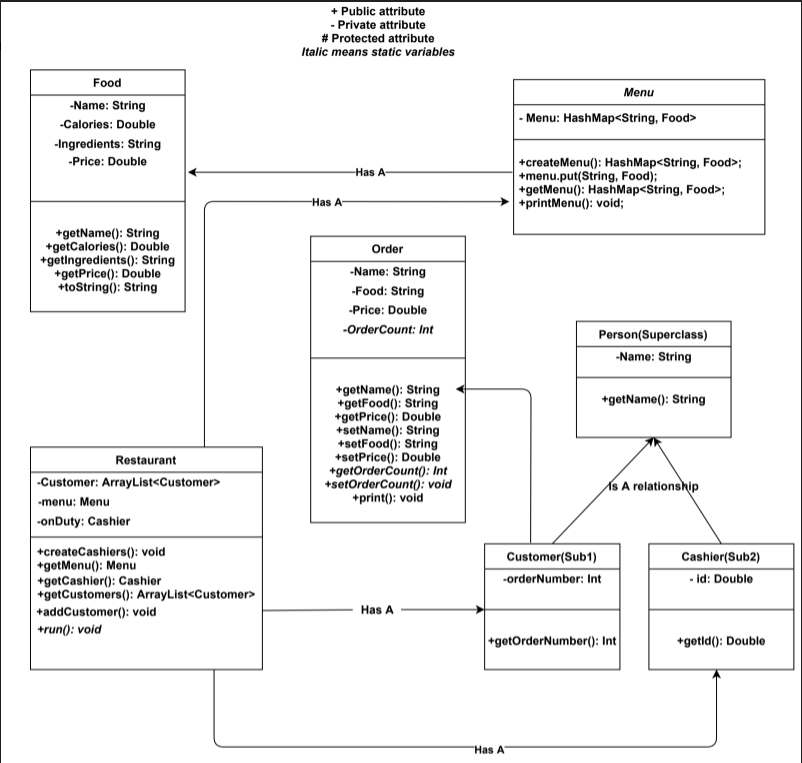 + Public attribute
- Private attribute
# Protected attribute
Italic means static variables
Food
-Name: String
-Calories: Double
-Ingredients: String
-Price: Double
+getName(): String
+getCalories(): Double
+getIngredients(): String
+getPrice(): Double
+toString(): String
Menu
- Menu: HashMap<String, Food>
+createMenu(): HashMap<String, Food>;
+menu.put(String, Food);
+getMenu(): HashMap<String, Food>;
+printMenu(): void;
Has A
Has A
Order
-Name: String
-Food: String
-Price: Double
-OrderCount: Int
+getName(): String
+getFood(): String
+getPrice(): Double
+setName(): String
+setFood(): String
+setPrice(): Double
+getOrderCount(): Int
+setOrderCount(): void
+print(): void
Person(Superclass)
-Name: String
+getName(): String
Is A relationship
Restaurant
-Customer: ArrayList<Customer>
-menu: Menu
-onDuty: Cashier
+createCashiers(): void
+getMenu(): Menu
+getCashier(): Cashier
+getCustomers(): ArrayList<Customer>
+addCustomer(): void
+run(): void
Has A
Customer(Sub1)
-orderNumber: Int
+getOrderNumber(): Int
Cashier(Sub2)
- id: Double
+getId(): Double
Has A